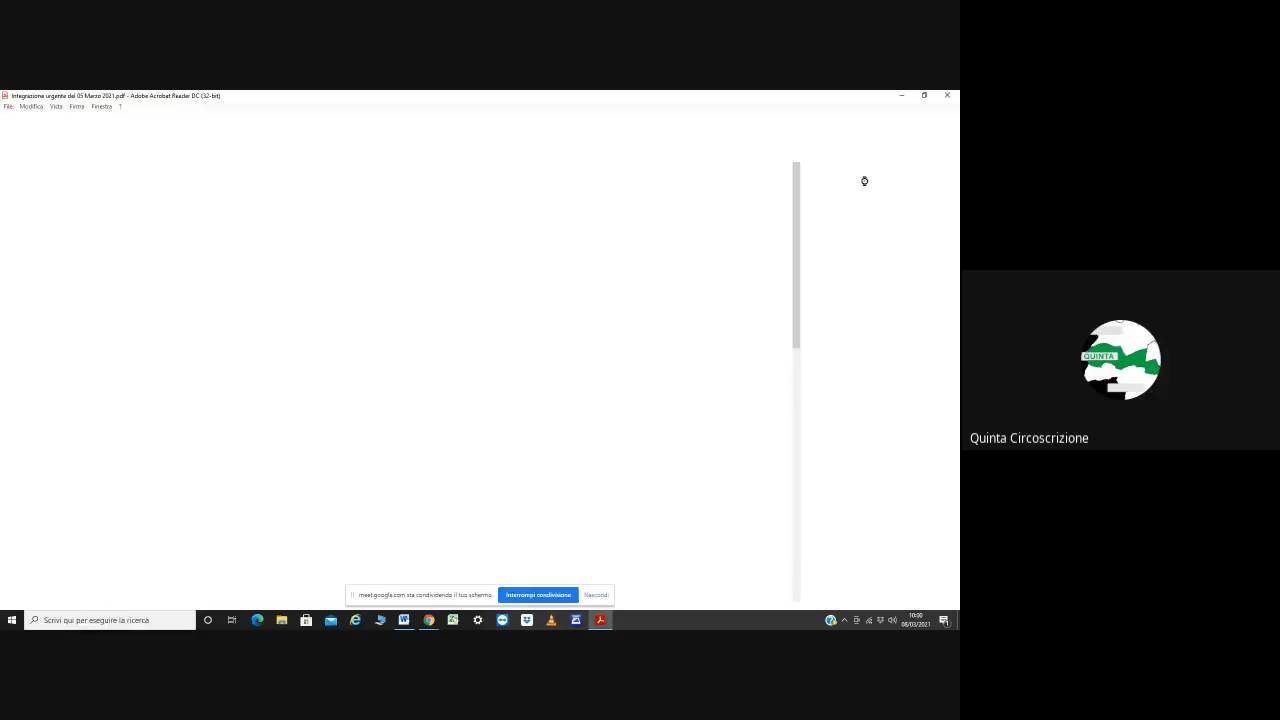 Integrazione urgente del 05 Marzo 2021.pdf - Adobe Acrobat Reader DC (32-bit)
File Modifica Vista Firma Finestra ?
QUINTA
Quinta Circoscrizione
meet.google.com sta condividendo il tuo schermo. Interrompi condivisione Nascondi
Scrivi qui per eseguire la ricerca
10:00
08/03/2021